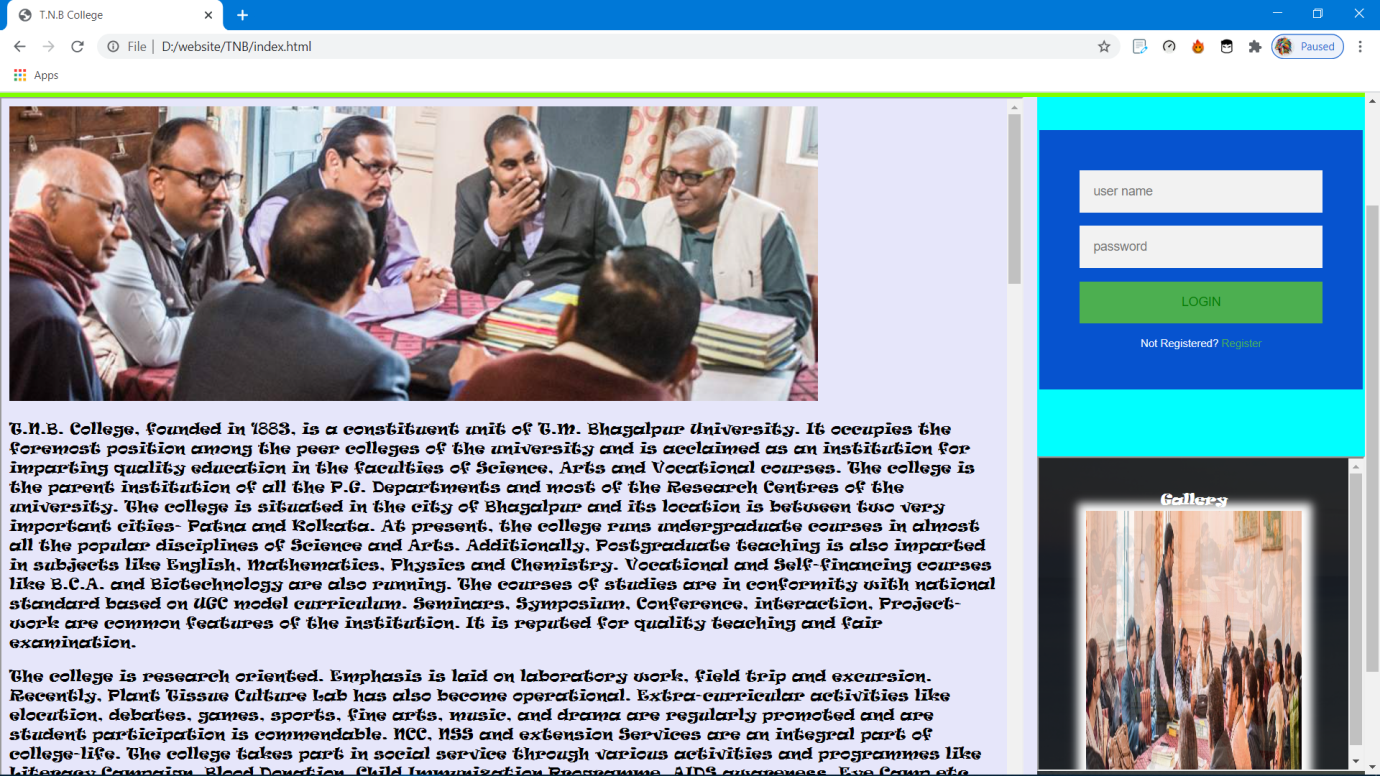 T.N.B College
File | D:/website/TNB/index.html
Paused
Apps
T.N.B. College, founded in 1883, is a constituent unit of T.M. Bhagalpur University. It occupies the
foremost position among the peer colleges of the university and is acclaimed as an institution for
imparting quality education in the faculties of Science, Arts and Vocational courses. The college is
the parent institution of all the P.G. Departments and most of the Research Centres of the
university. The college is situated in the city of Bhagalpur and its location is between two very
important cities- Patna and Kolkata. At present, the college runs undergraduate courses in almost
all the popular disciplines of Science and Arts. Additionally, Postgraduate teaching is also imparted
in subjects like English, Mathematics, Physics and Chemistry. Vocational and Self-financing courses
like B.C.A. and Biotechnology are also running. The courses of studies are in conformity with national
standard based on UGC model curriculum. Seminars, Symposium, Conference, interaction, Project-
work are common features of the institution. It is reputed for quality teaching and fair
examination.
The college is research oriented. Emphasis is laid on laboratory work, field trip and excursion.
Recently, Plant Tissue Culture Lab has also become operational. Extra-curricular activities like
elocution, debates, games, sports, fine arts, music, and drama are regularly promoted and are
student participation is commendable. NCC, NSS and extension Services are an integral part of
college-life. The college takes part in social service through various activities and programmes like
Literacy Campaign, Blood Donation, Child Immunization Programme, AIDS awareness, Eye Camp etc.
user name
password
LOGIN
Not Registered? Register
Gallery